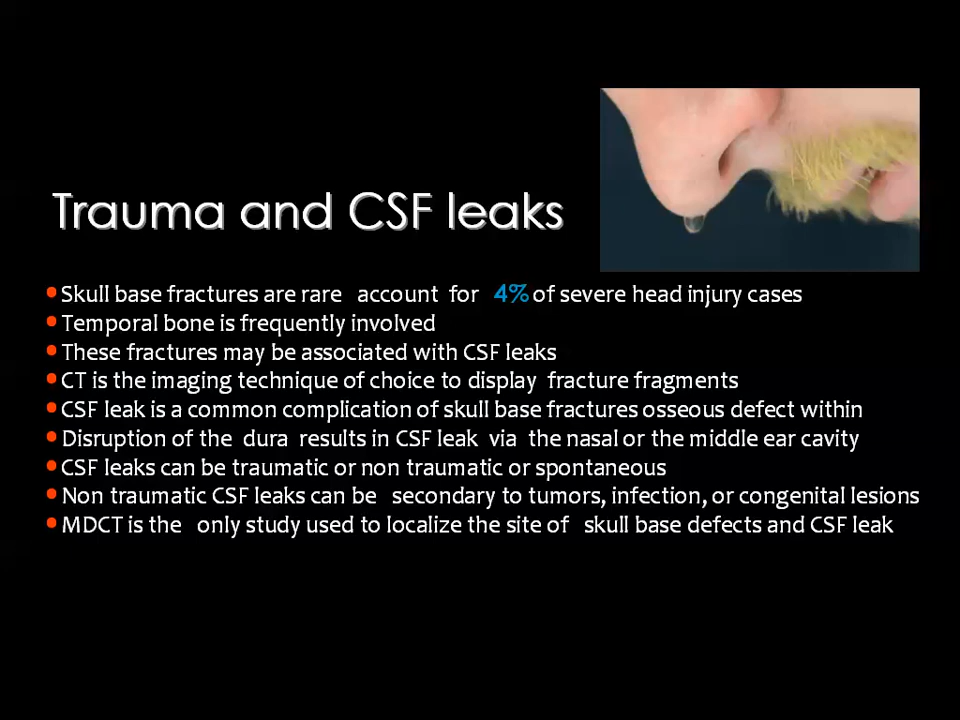 Trauma and CSF leaks
• Skull base fractures are rare account for 4% of severe head injury cases
• Temporal bone is frequently involved
• These fractures may be associated with CSF leaks
• CT is the imaging technique of choice to display fracture fragments
• CSF leak is a common complication of skull base fractures osseous defect within
• Disruption of the dura results in CSF leak via the nasal or the middle ear cavity
• CSF leaks can be traumatic or non traumatic or spontaneous
• Non traumatic CSF leaks can be secondary to tumors, infection, or congenital lesions
• MDCT is the only study used to localize the site of skull base defects and CSF leak